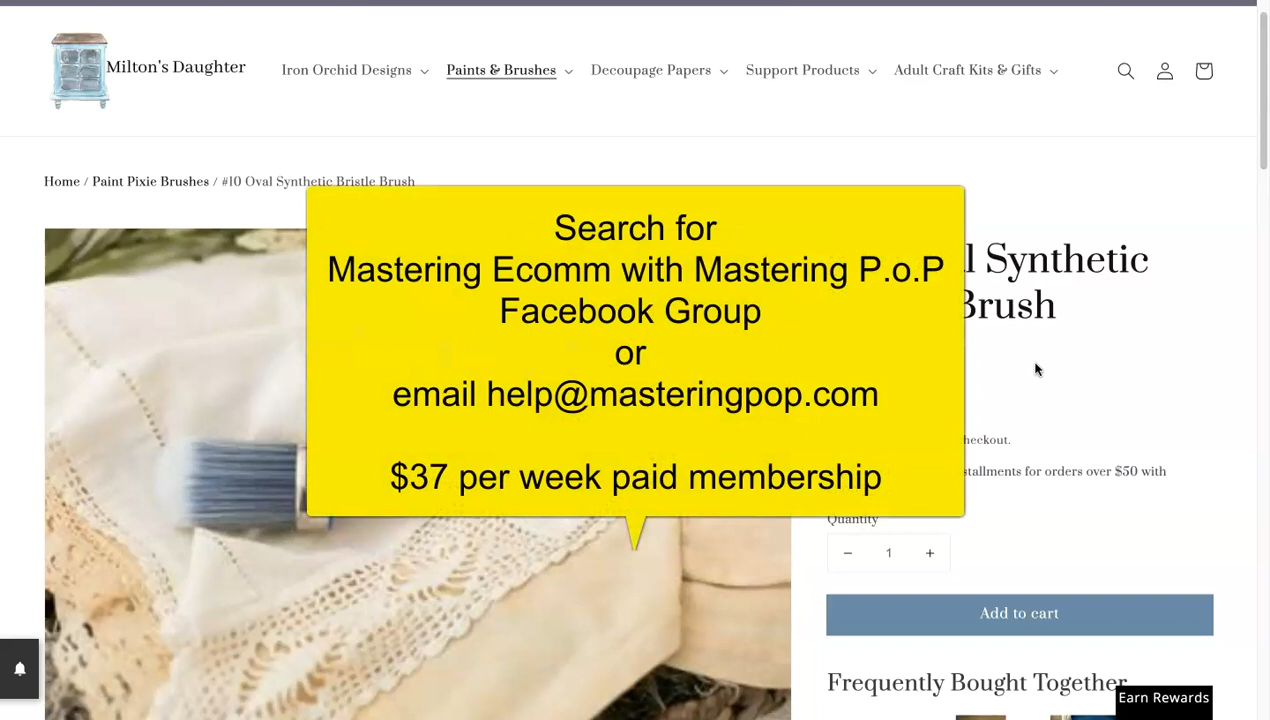 Milton's Daughter
Iron Orchid Designs
Paints & Brushes
Decoupage Papers
Support Products
Adult Craft Kits & Gifts
Home / Paint Pixie Brushes / #10 Oval Synthetic Bristle Brush
Search for
Mastering Ecomm with Mastering P.o.P
Facebook Group
or
email help@masteringpop.com
$37 per week paid membership
Synthetic
Brush
checkout.
installments for orders over $50 with
Quantity
− 1 +
Add to cart
Frequently Bought Together
Earn Rewards